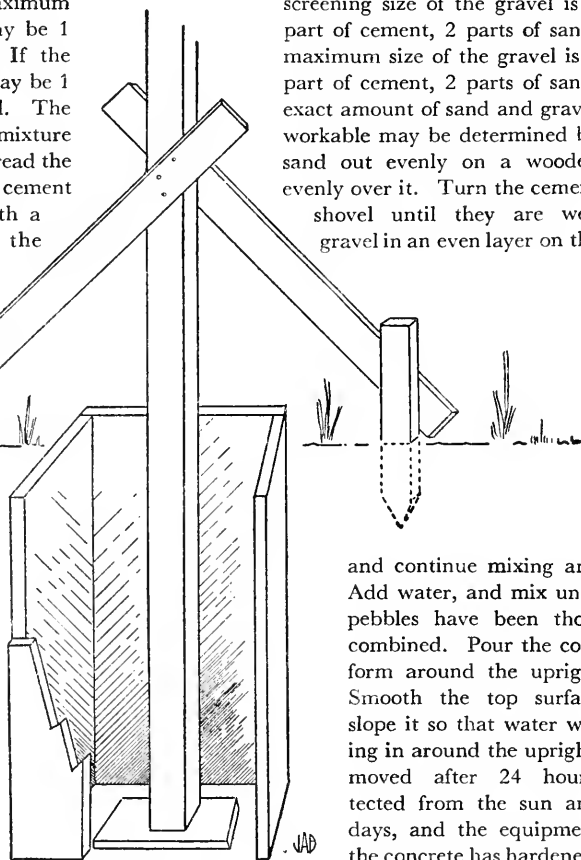 aximum
ay be 1
If the
ay be 1
l. The
mixture
read the
cement
th a
the
screening size of the gravel is
part of cement, 2 parts of sand
maximum size of the gravel is
part of cement, 2 parts of sand
exact amount of sand and grav
workable may be determined b
sand out evenly on a woode
evenly over it. Turn the cemen
shovel until they are we
gravel in an even layer on th
and continue mixing an
Add water, and mix un
pebbles have been tho
combined. Pour the co
form around the uprig
Smooth the top surfa
slope it so that water w
ing in around the uprigh
moved after 24 hour
tected from the sun an
days, and the equipme
the concrete has hardene
JAD